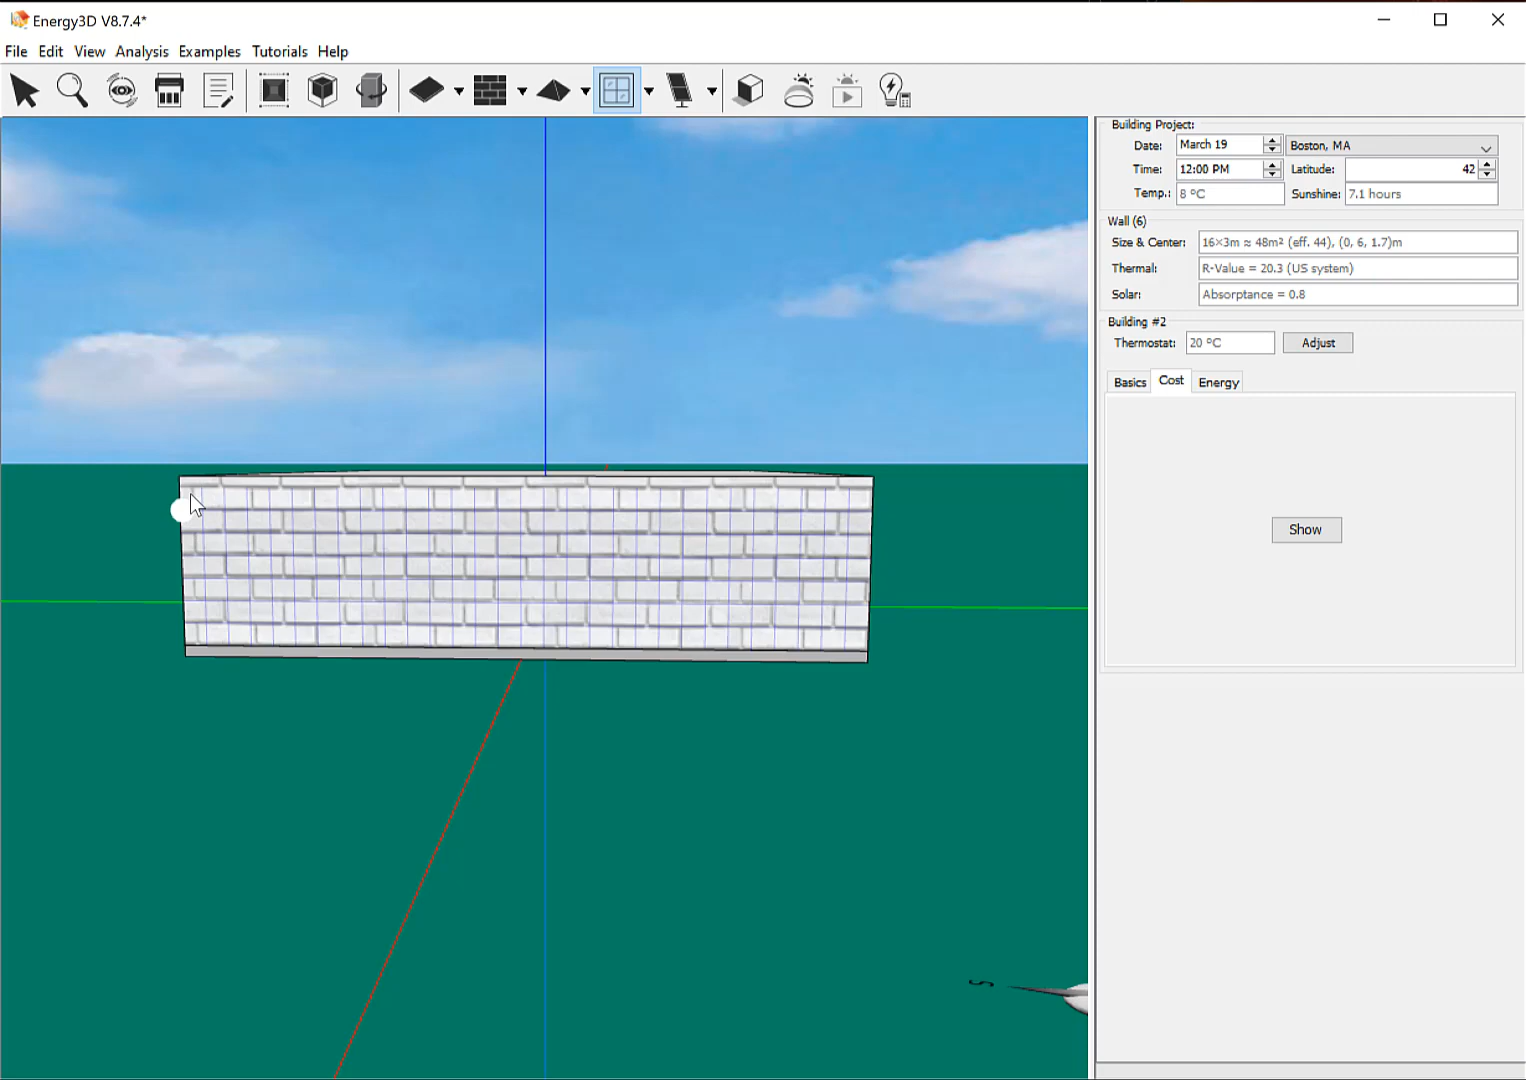 Energy3D V8.7.4*
File Edit View Analysis Examples Tutorials Help
Building Project:
Date: March 19 Boston, MA
Time: 12:00 PM Latitude: 42
Temp.: 8 °C Sunshine: 7.1 hours
Wall (6)
Size & Center: 16×3m ≈ 48m² (eff. 44), (0, 6, 1.7)m
Thermal: R-Value = 20.3 (US system)
Solar: Absorptance = 0.8
Building #2
Thermostat: 20 °C Adjust
Basics Cost Energy
Show
S